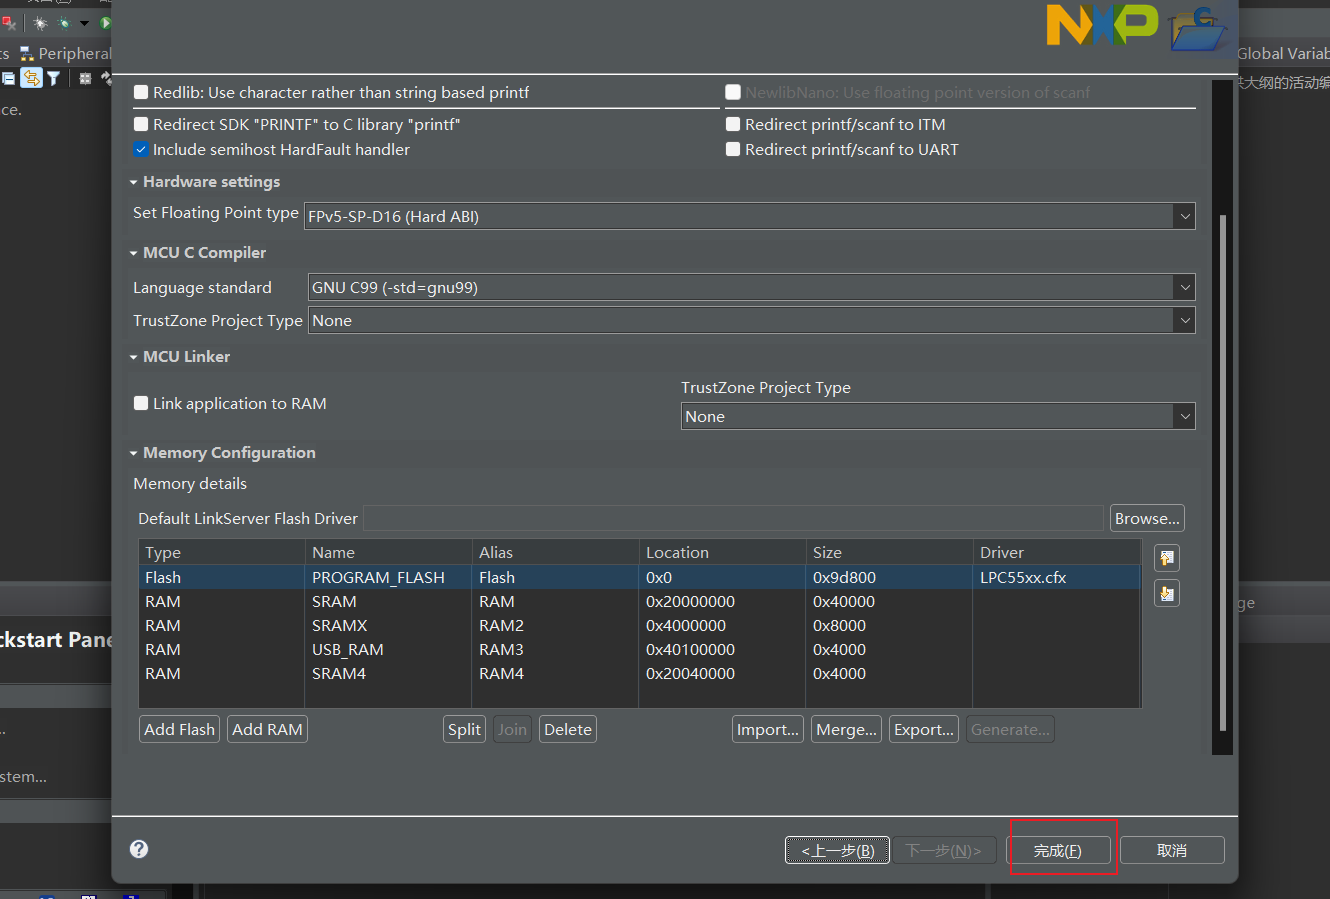 NXP
C
ts Peripheral
Global Variab
ce.
大纲的活动编
Redlib: Use character rather than string based printf
NewlibNano: Use floating point version of scanf
Redirect SDK "PRINTF" to C library "printf"
Redirect printf/scanf to ITM
Include semihost HardFault handler
Redirect printf/scanf to UART
Hardware settings
Set Floating Point type FPv5-SP-D16 (Hard ABI)
MCU C Compiler
Language standard GNU C99 (-std=gnu99)
TrustZone Project Type None
MCU Linker
TrustZone Project Type
Link application to RAM
None
Memory Configuration
Memory details
Default LinkServer Flash Driver Browse...
Type Name Alias Location Size Driver
Flash PROGRAM_FLASH Flash 0x0 0x9d800 LPC55xx.cfx
RAM SRAM RAM 0x20000000 0x40000
RAM SRAMX RAM2 0x4000000 0x8000
RAM USB_RAM RAM3 0x40100000 0x4000
RAM SRAM4 RAM4 0x20040000 0x4000
ge
ckstart Pane
Add Flash Add RAM Split Join Delete Import... Merge... Export... Generate...
..
stem...
<上一步(B) 下一步(N)> 完成(F) 取消